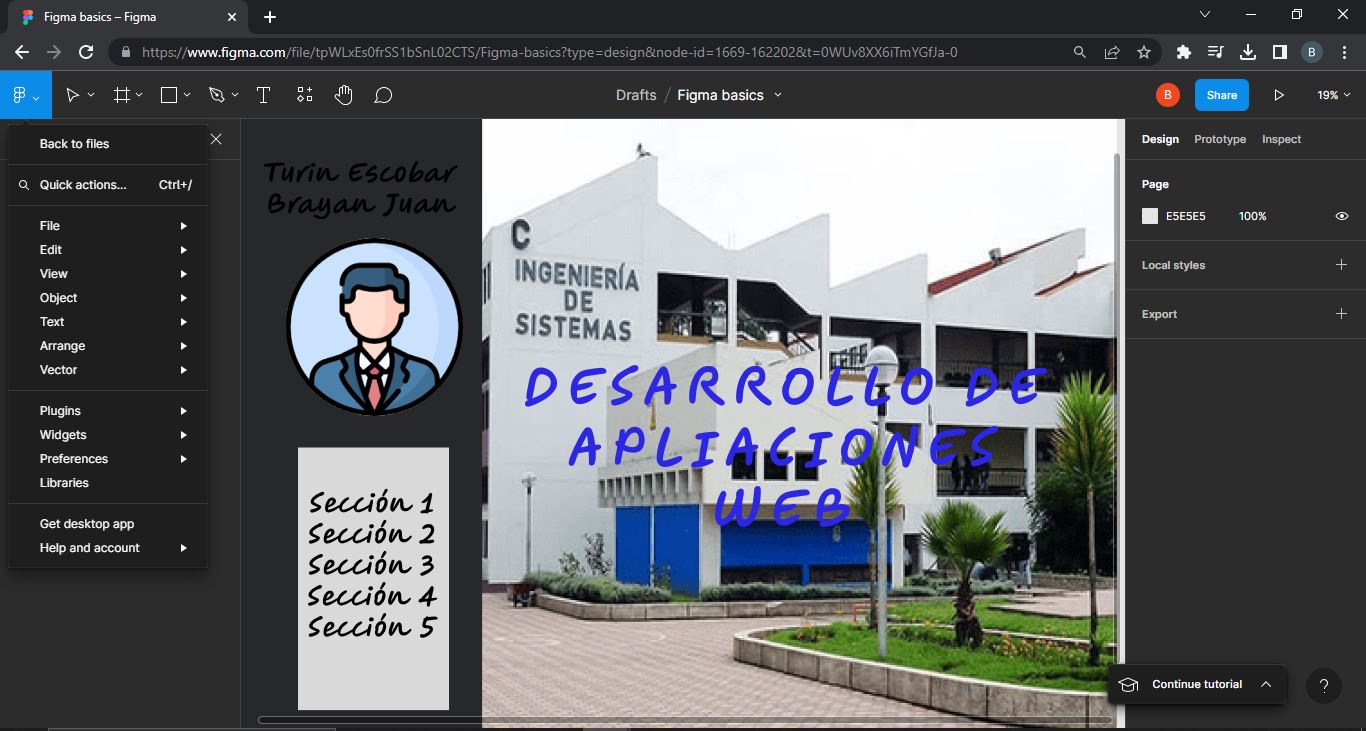 Figma basics – Figma
https://www.figma.com/file/tpWLxEs0frSS1bSnL02CTS/Figma-basics?type=design&node-id=1669-162202&t=0WUv8XX6iTmYGfJa-0
B
Drafts / Figma basics
B
Share
19%
Back to files
Quick actions... Ctrl+/
File
Edit
View
Object
Text
Arrange
Vector
Plugins
Widgets
Preferences
Libraries
Get desktop app
Help and account
Turin Escobar
Brayan Juan
Sección 1
Sección 2
Sección 3
Sección 4
Sección 5
C
INGENIERÍA
DE
SISTEMAS
DESARROLLO DE
APLIACIONES
WEB
Design Prototype Inspect
Page
E5E5E5 100%
Local styles
Export
Continue tutorial
?